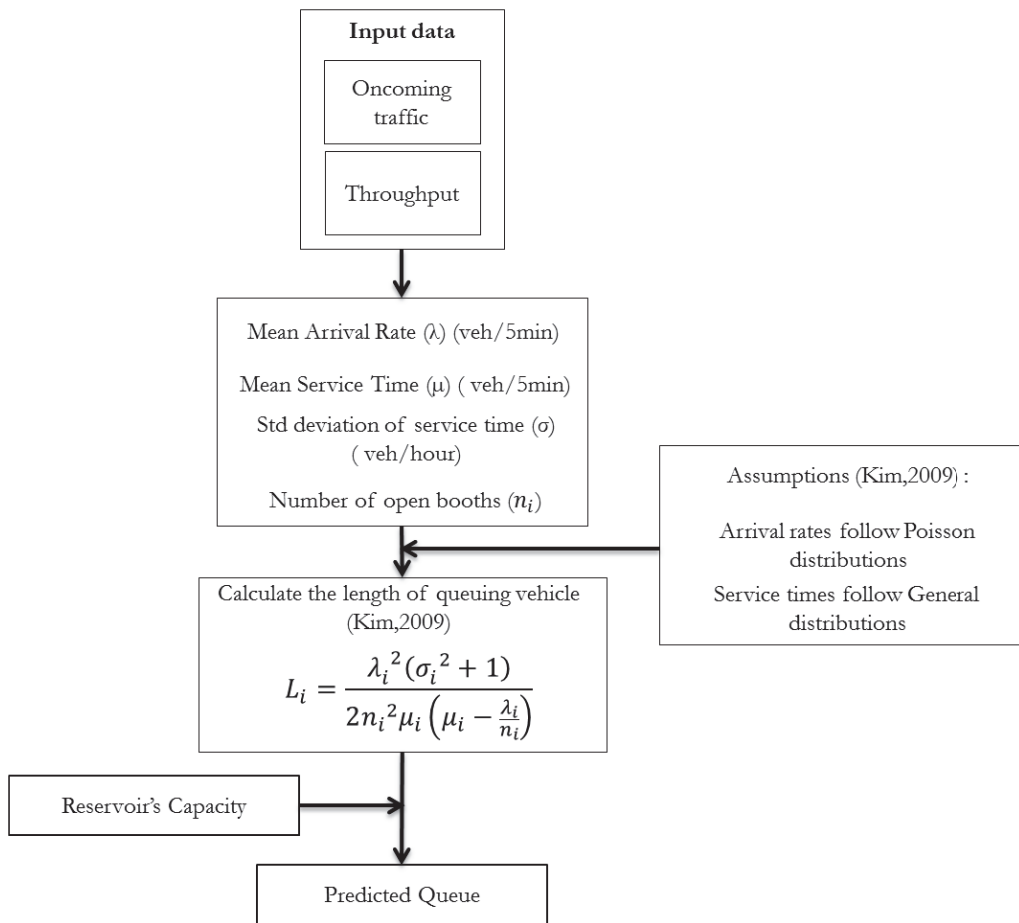 Input data
Oncoming
traffic
Throughput
Mean Arrival Rate (λ) (veh/5min)
Mean Service Time (μ) ( veh/5min)
Std deviation of service time (σ)
( veh/hour)
Number of open booths (nᵢ)
Assumptions (Kim,2009) :
Arrival rates follow Poisson
distributions
Service times follow General
distributions
Calculate the length of queuing vehicle
(Kim,2009)
Lᵢ = λᵢ²(σᵢ² + 1) / 2nᵢ²μᵢ(μᵢ − λᵢ/nᵢ)
Reservoir's Capacity
Predicted Queue